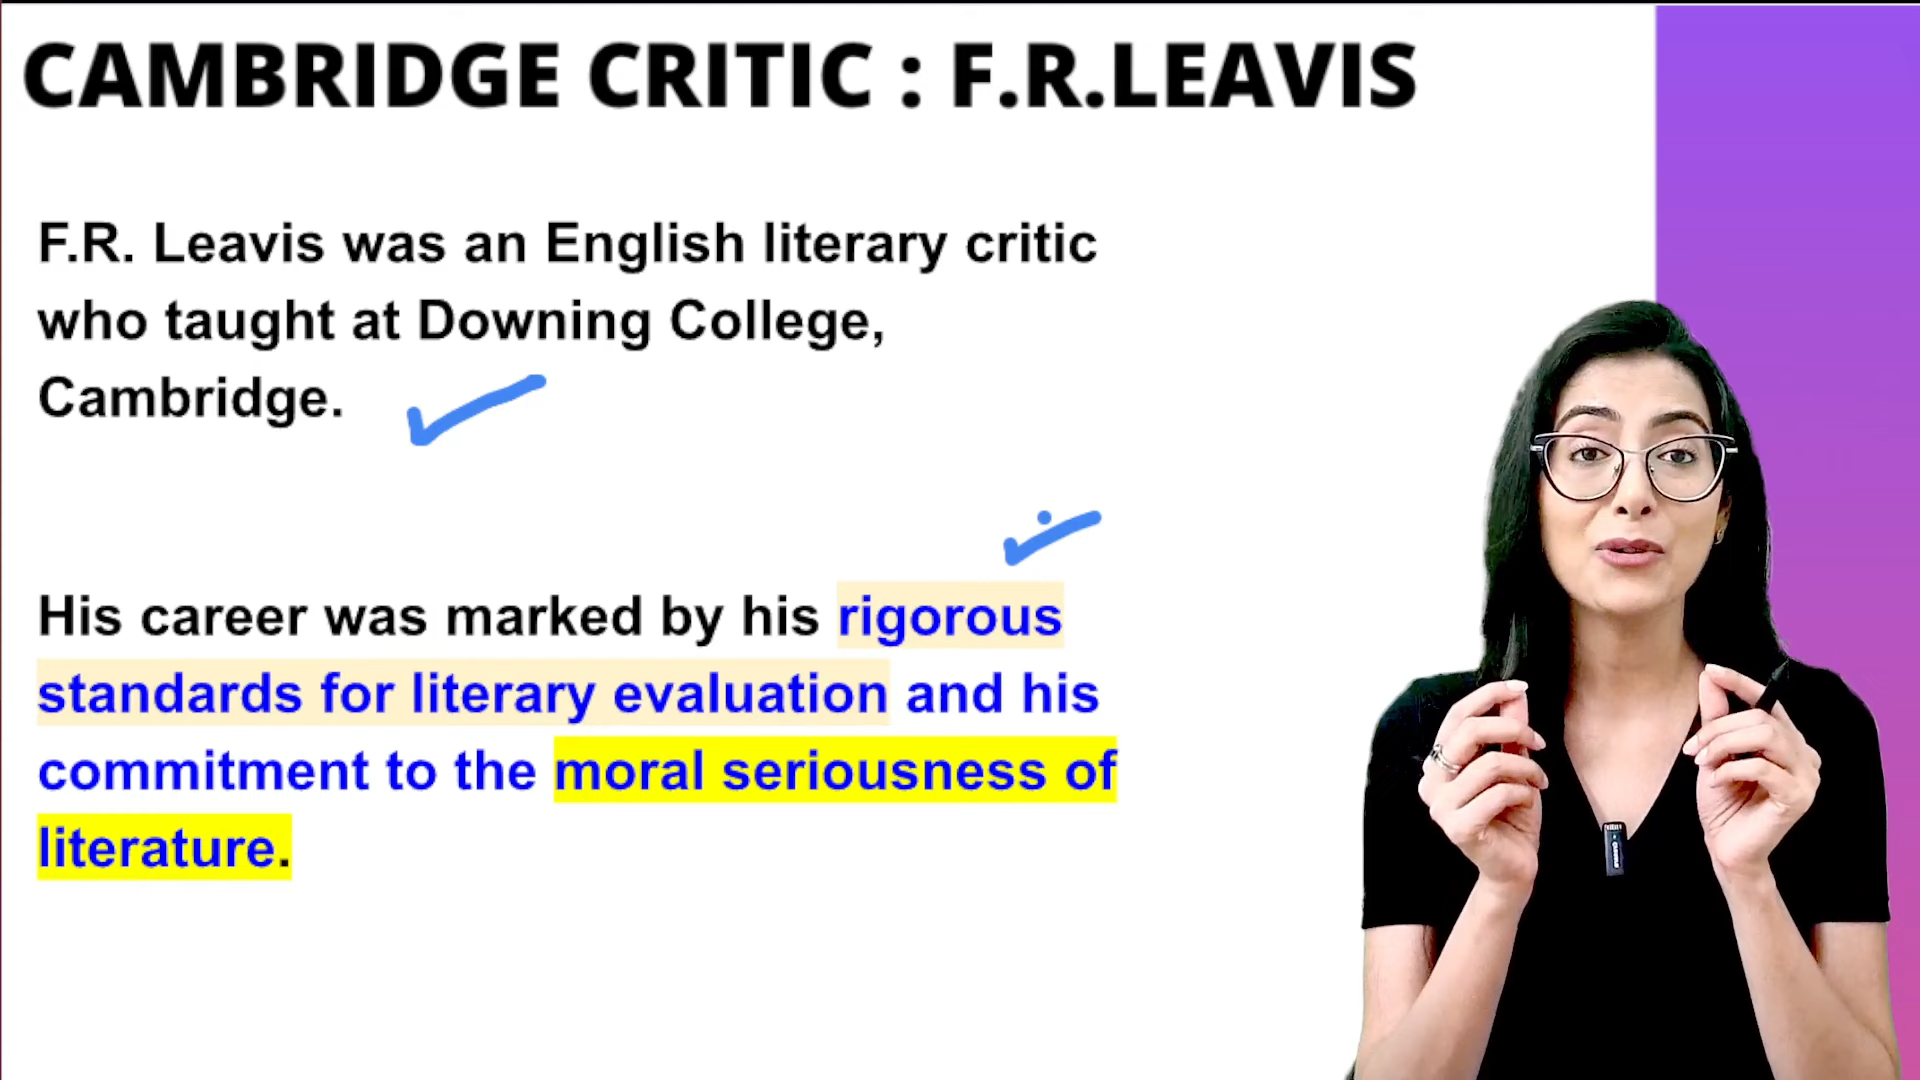 CAMBRIDGE CRITIC : F.R.LEAVIS
F.R. Leavis was an English literary critic
who taught at Downing College,
Cambridge.
His career was marked by his rigorous
standards for literary evaluation and his
commitment to the moral seriousness of
literature.